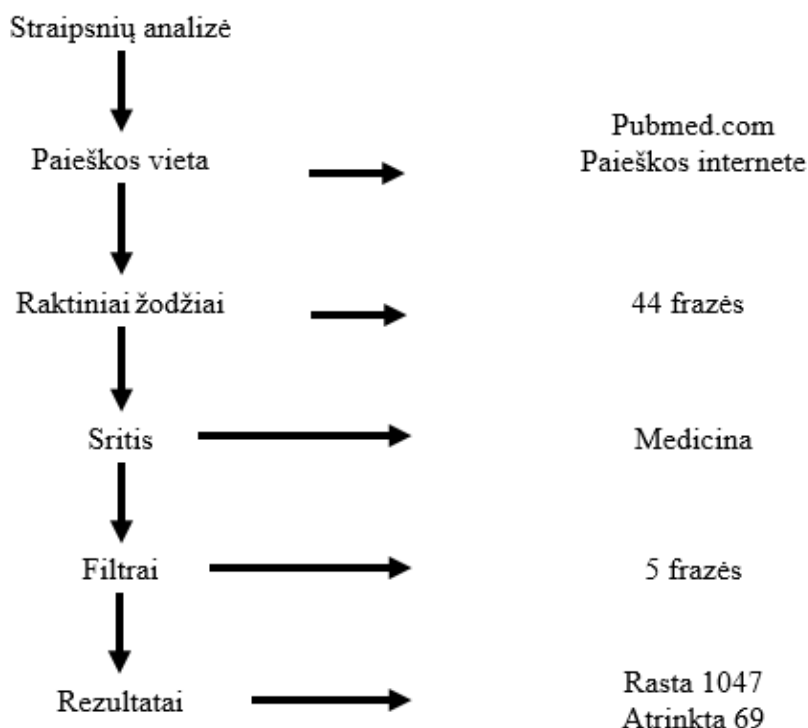 Straipsnių analizė
Paieškos vieta
Pubmed.com
Paieškos internete
Raktiniai žodžiai
44 frazės
Sritis
Medicina
Filtrai
5 frazės
Rezultatai
Rasta 1047
Atrinkta 69